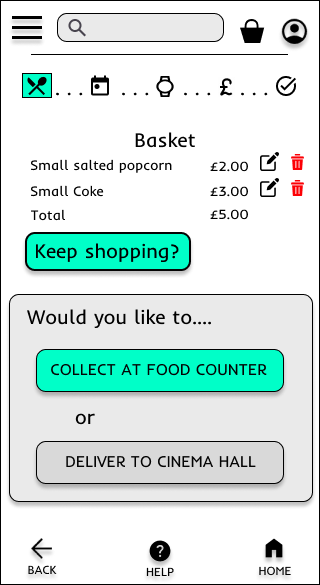 £
Basket
Small salted popcorn £2.00
Small Coke £3.00
Total £5.00
Keep shopping?
Would you like to....
COLLECT AT FOOD COUNTER
or
DELIVER TO CINEMA HALL
?
BACK HELP HOME